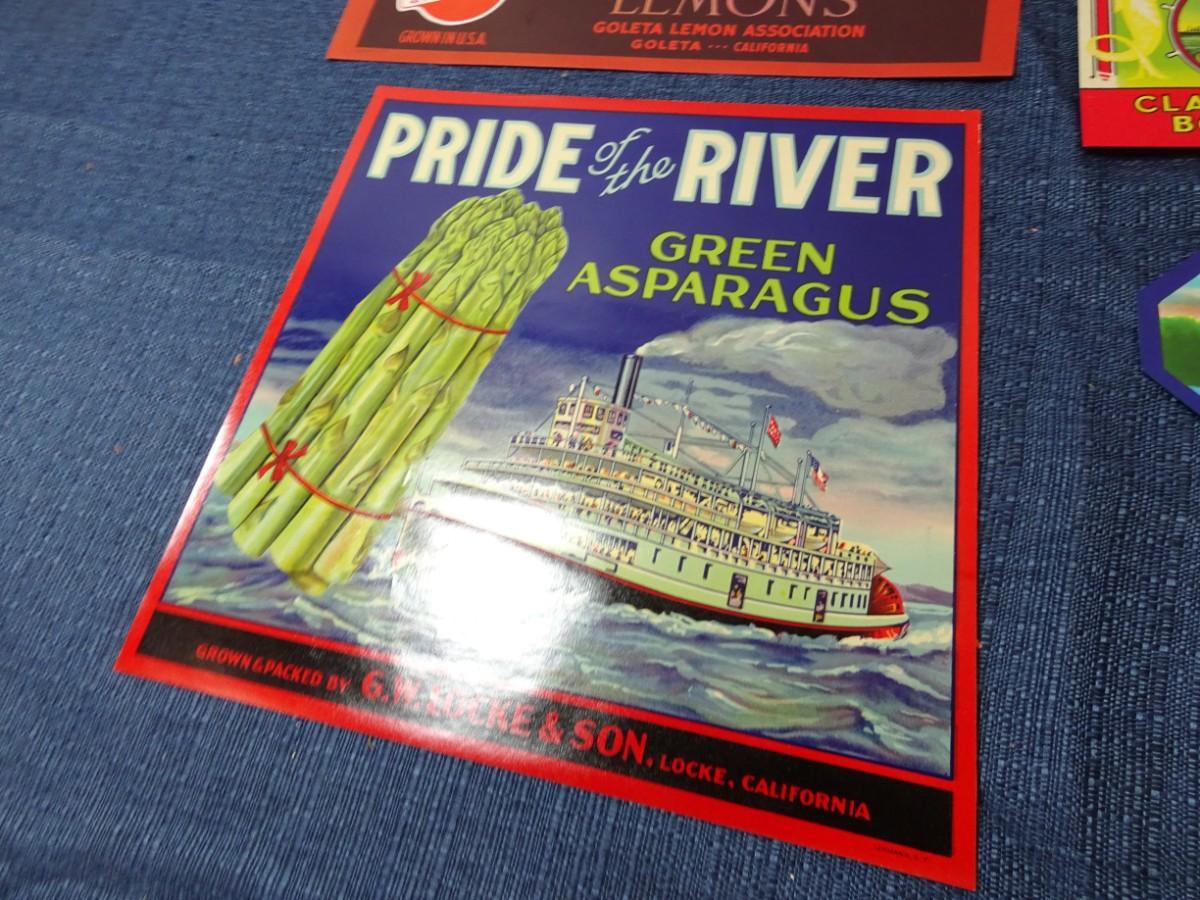 LEMONS
GROWN IN U.S.A.
GOLETA LEMON ASSOCIATION
GOLETA --- CALIFORNIA
CLA
B
PRIDE of the RIVER
GREEN
ASPARAGUS
GROWN & PACKED BY G.W. LOCKE & SON, LOCKE, CALIFORNIA